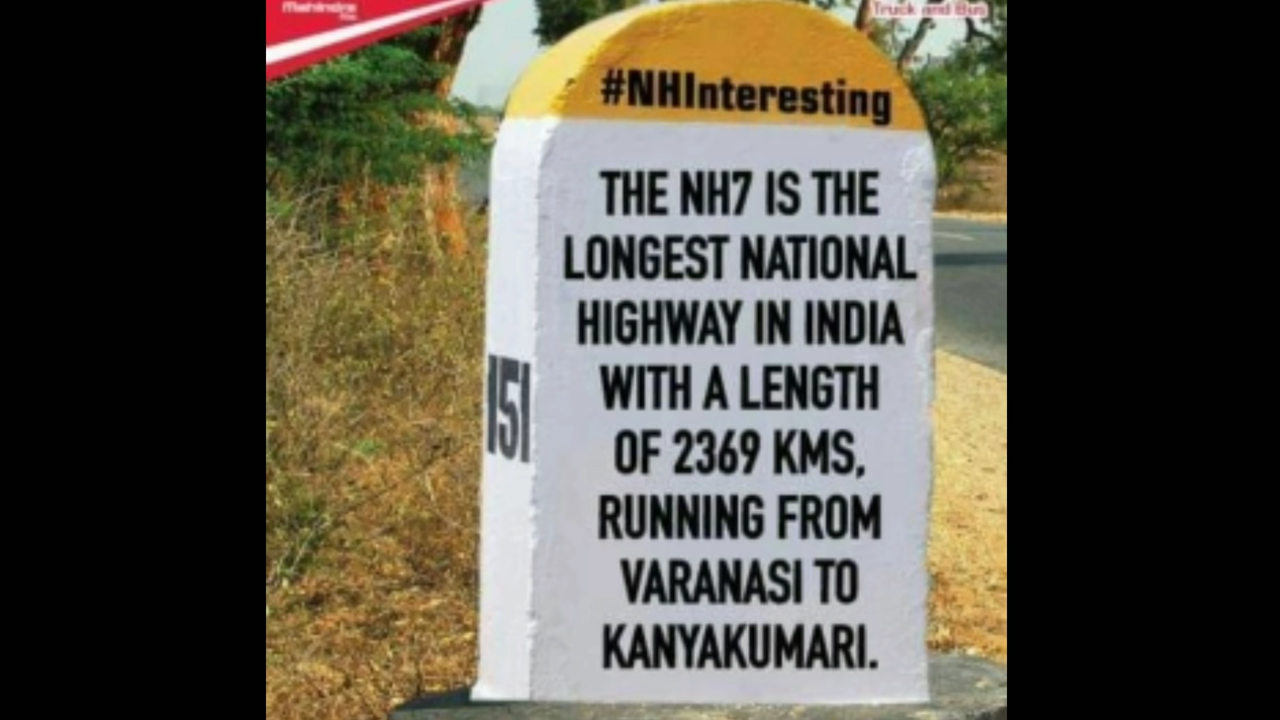 Mahindra
Truck and Bus
#NHInteresting
THE NH7 IS THE
LONGEST NATIONAL
HIGHWAY IN INDIA
WITH A LENGTH
OF 2369 KMS,
RUNNING FROM
VARANASI TO
KANYAKUMARI.
151